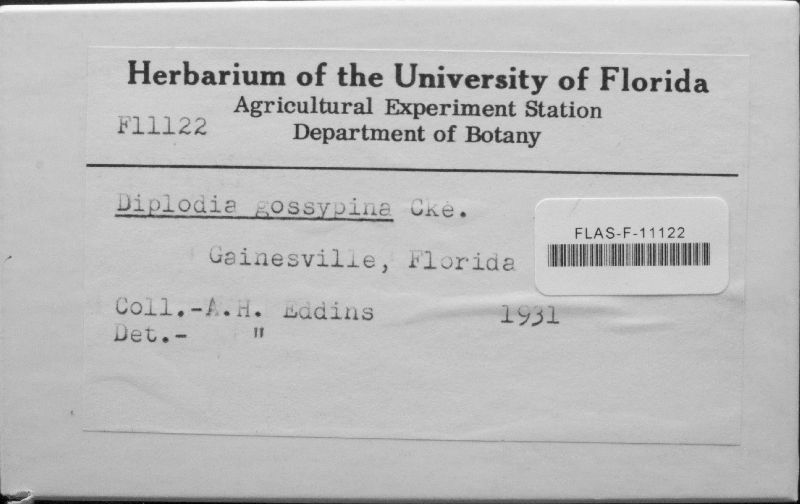 Herbarium of the University of Florida
Agricultural Experiment Station
F11122
Department of Botany
Diplodia gossypina Cke.
FLAS-F-11122
Gainesville, Florida
Coll.-A.H. Eddins 1931
Det.- "